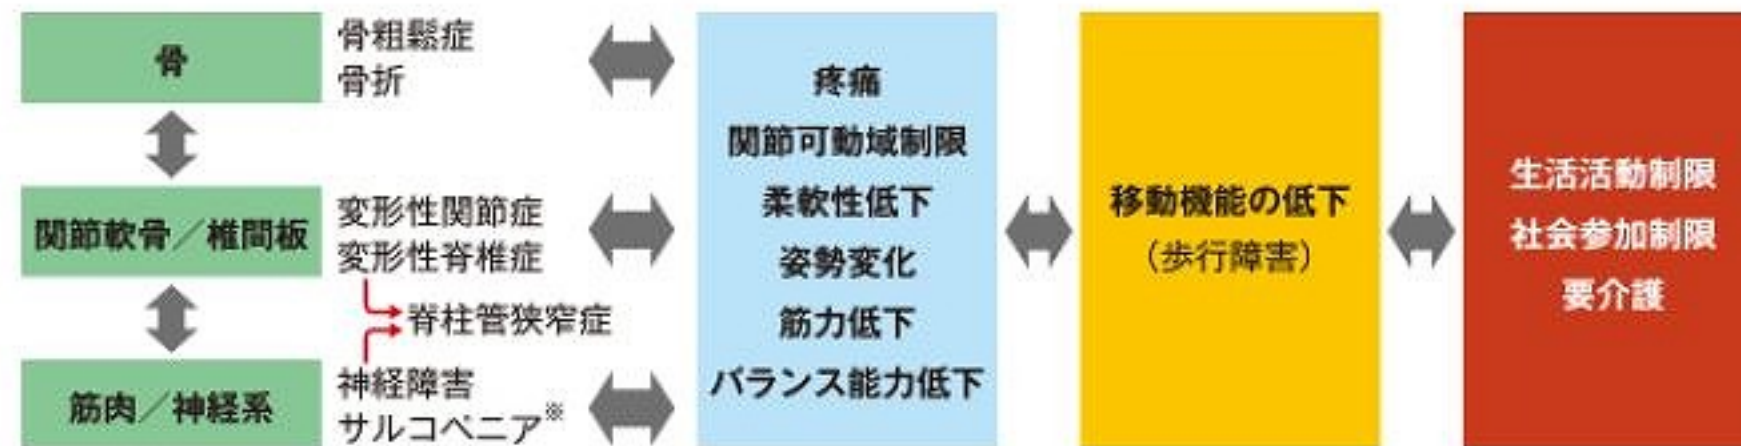 骨
骨粗鬆症
骨折
関節軟骨／椎間板
変形性関節症
変形性脊椎症
脊柱管狭窄症
筋肉／神経系
神経障害
サルコペニア※
疼痛
関節可動域制限
柔軟性低下
姿勢変化
筋力低下
バランス能力低下
移動機能の低下
（歩行障害）
生活活動制限
社会参加制限
要介護